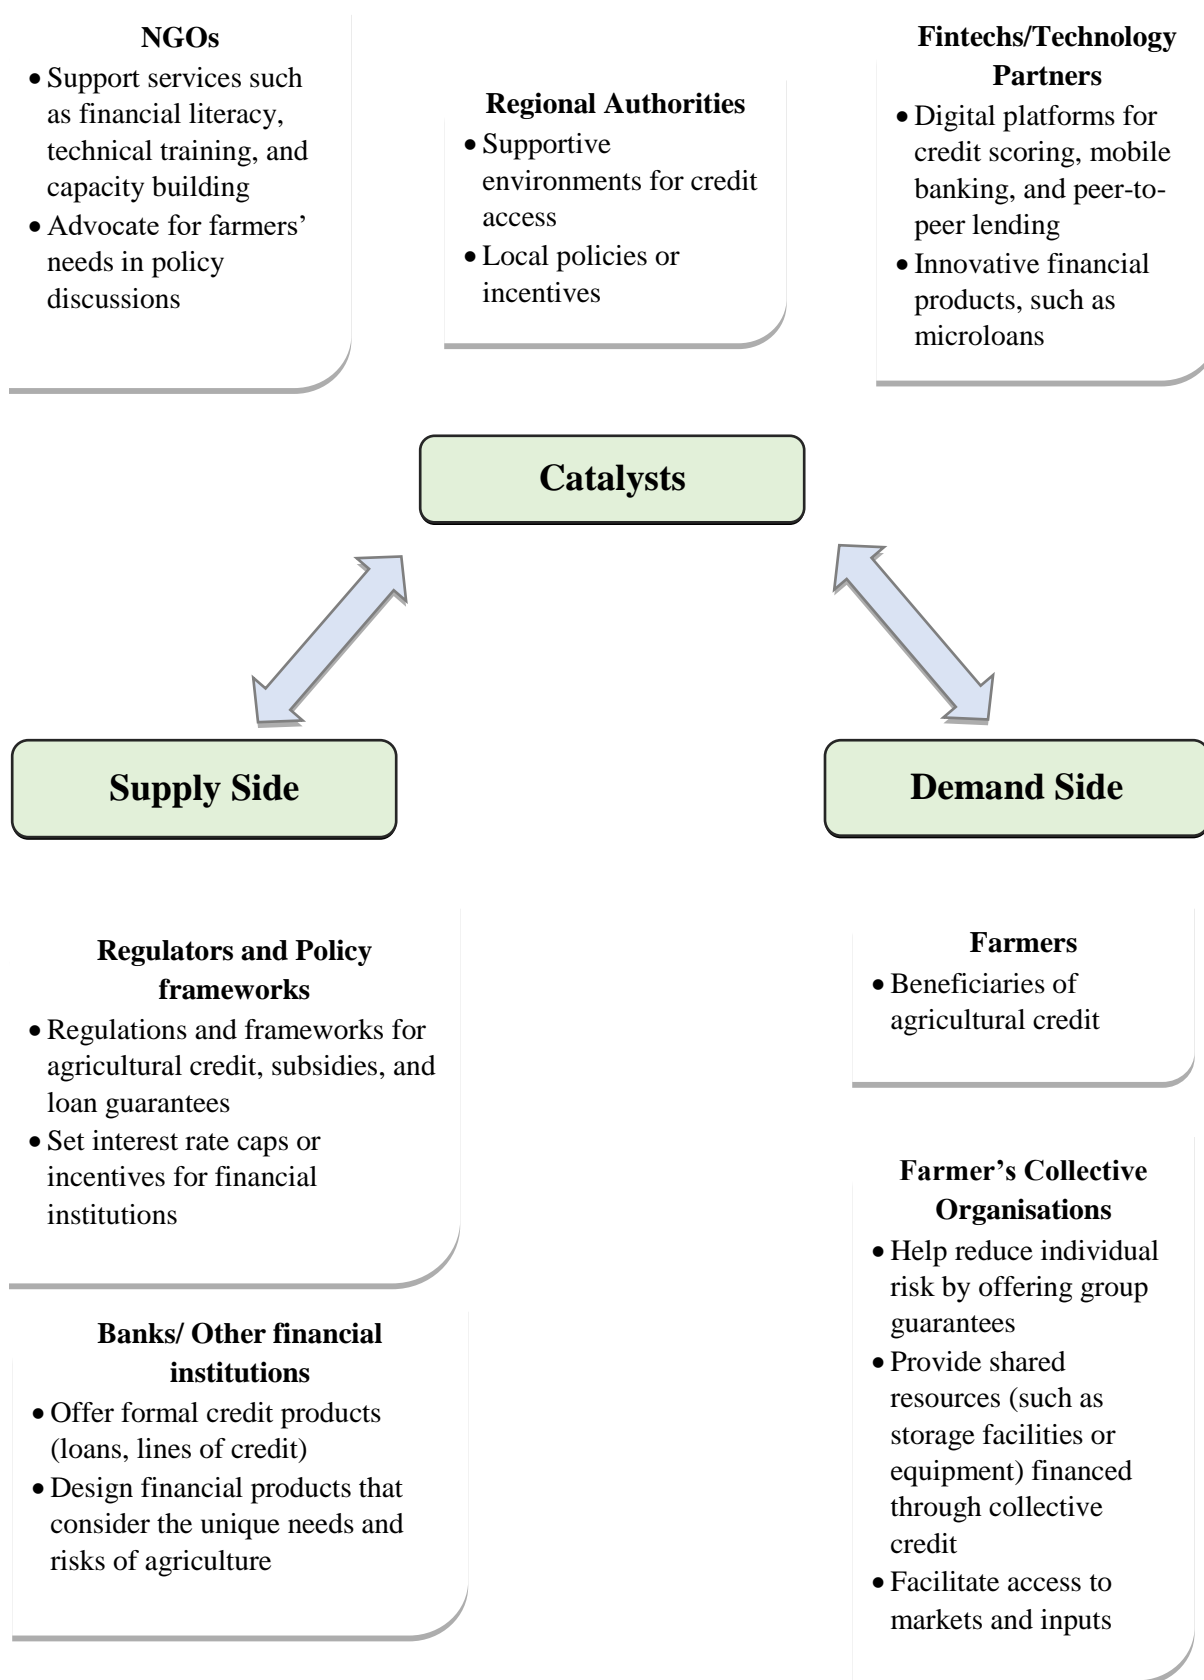 NGOs
• Support services such
as financial literacy,
technical training, and
capacity building
• Advocate for farmers’
needs in policy
discussions
Regional Authorities
• Supportive
environments for credit
access
• Local policies or
incentives
Fintechs/Technology
Partners
• Digital platforms for
credit scoring, mobile
banking, and peer-to-
peer lending
• Innovative financial
products, such as
microloans
Catalysts
Supply Side
Demand Side
Regulators and Policy
frameworks
• Regulations and frameworks for
agricultural credit, subsidies, and
loan guarantees
• Set interest rate caps or
incentives for financial
institutions
Banks/ Other financial
institutions
• Offer formal credit products
(loans, lines of credit)
• Design financial products that
consider the unique needs and
risks of agriculture
Farmers
• Beneficiaries of
agricultural credit
Farmer’s Collective
Organisations
• Help reduce individual
risk by offering group
guarantees
• Provide shared
resources (such as
storage facilities or
equipment) financed
through collective
credit
• Facilitate access to
markets and inputs